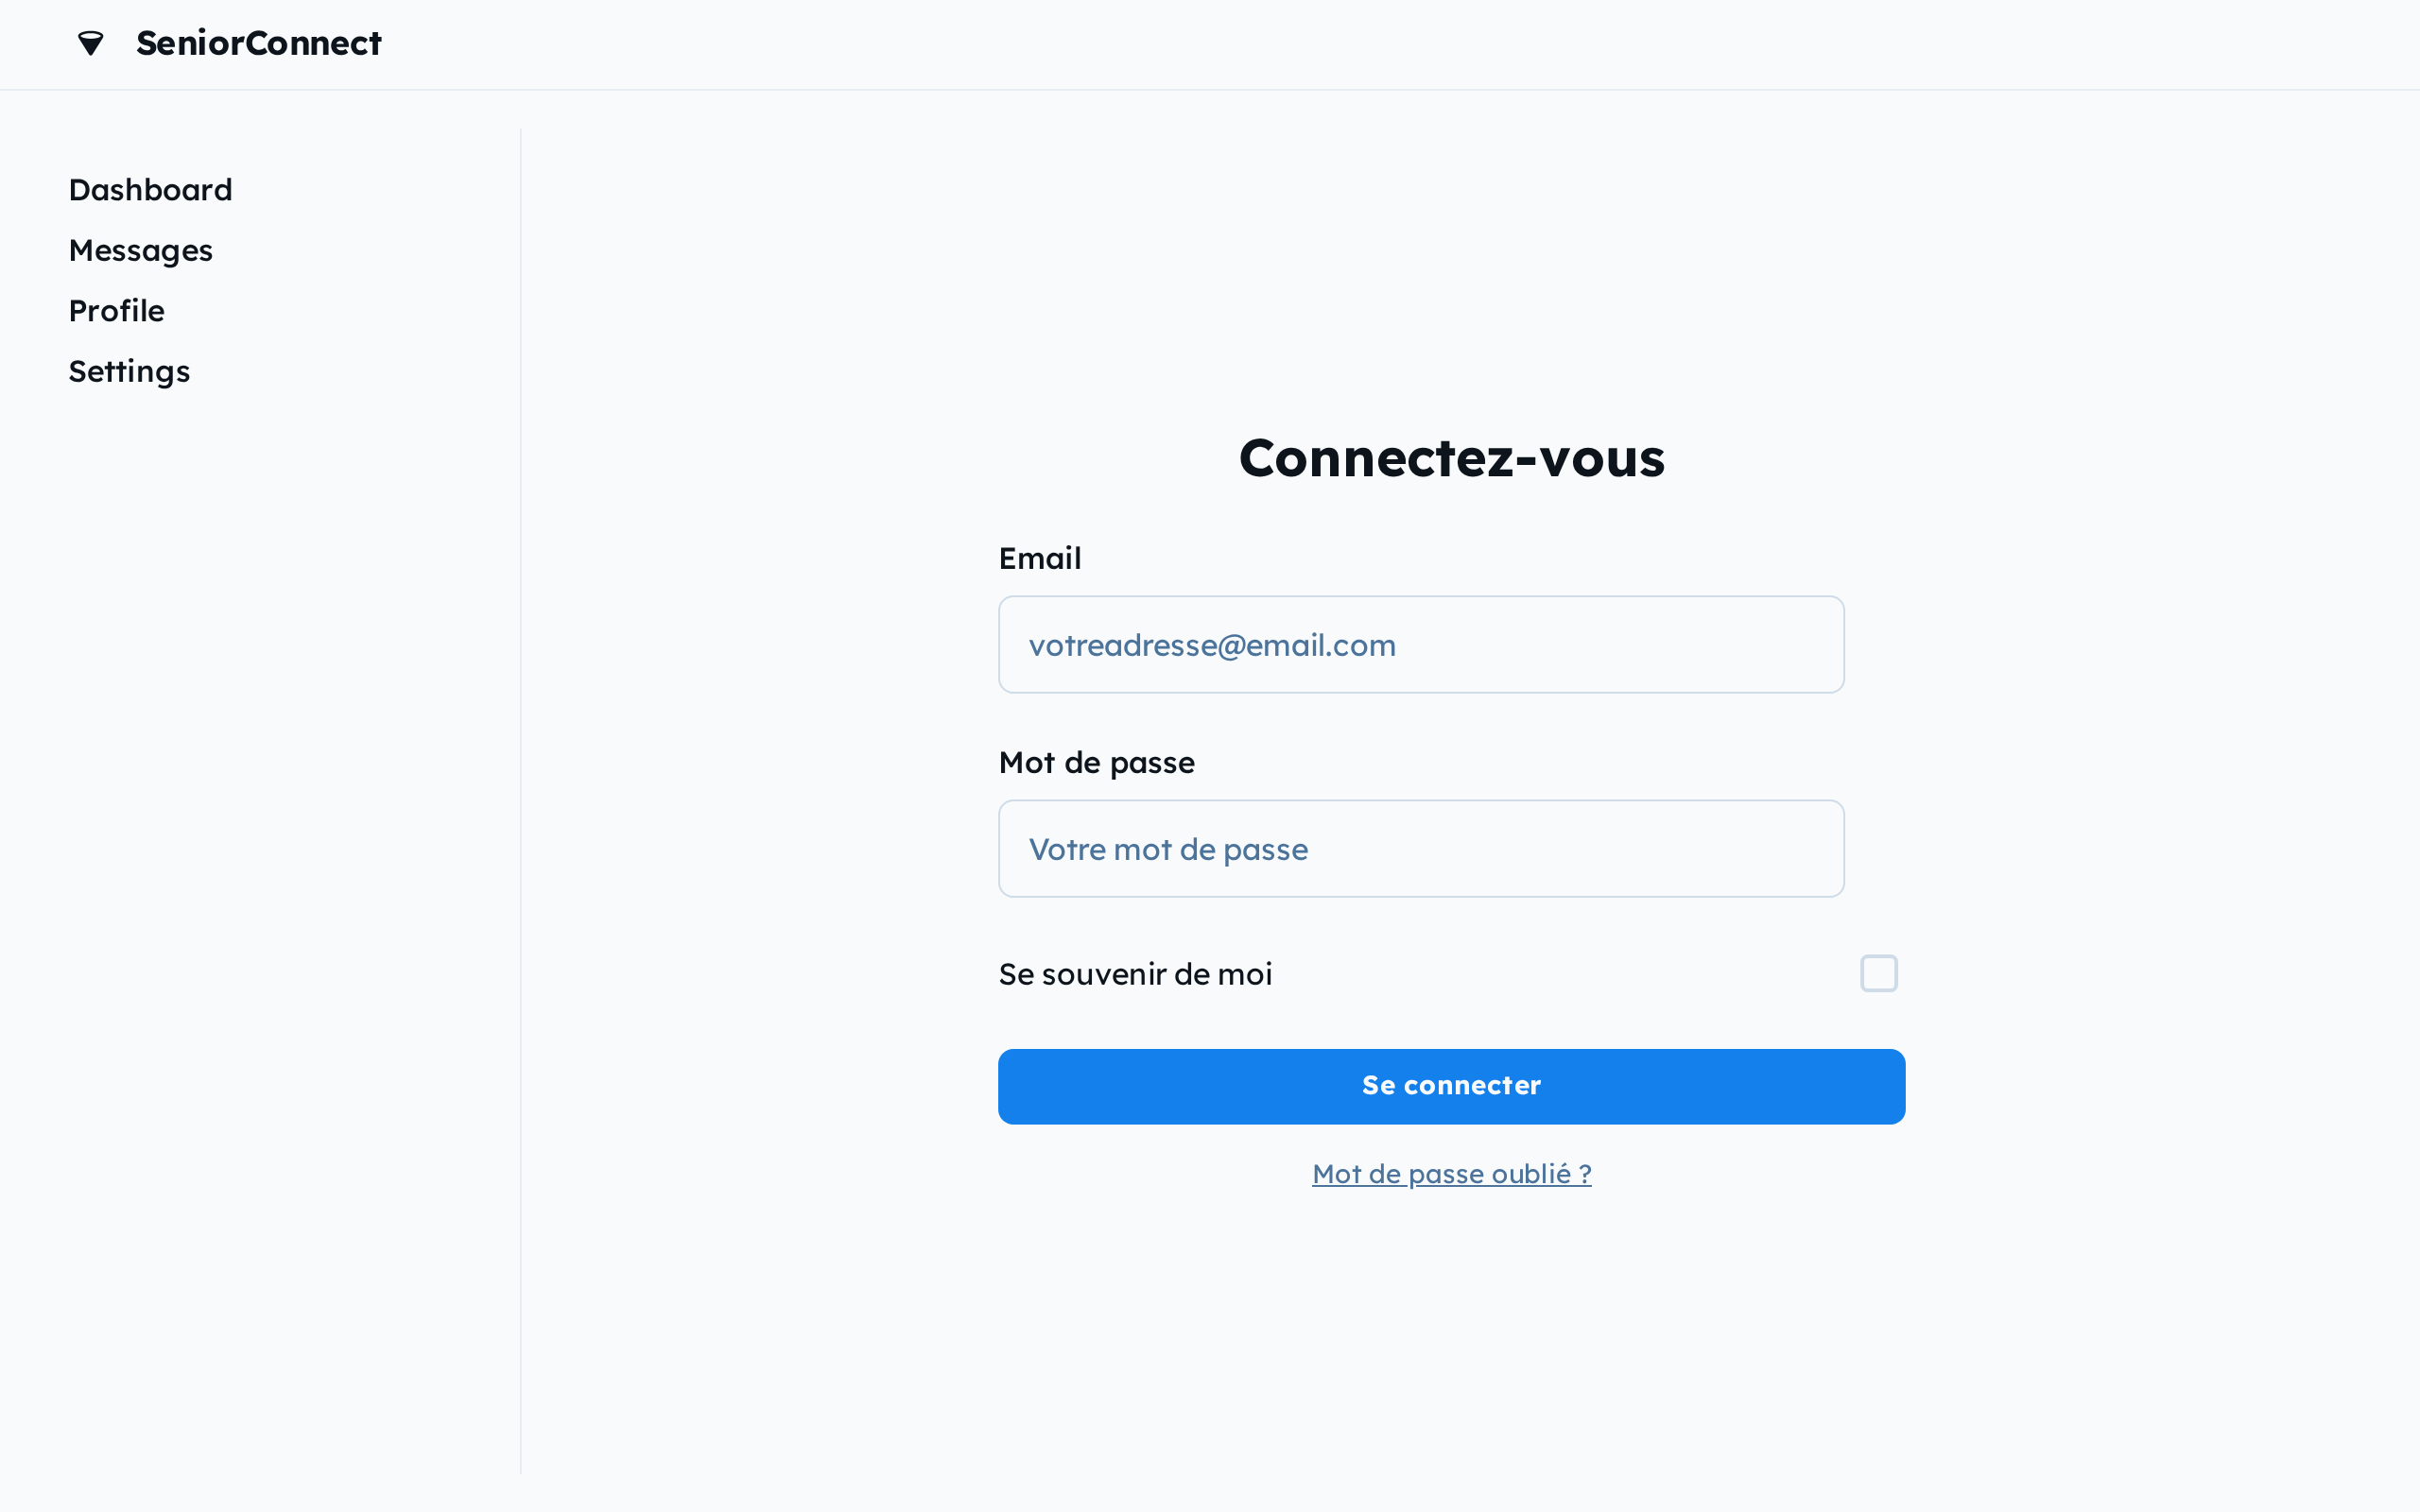 SeniorConnect
Dashboard
Messages
Profile
Settings
Connectez-vous
Email
votreadresse@email.com
Mot de passe
Votre mot de passe
Se souvenir de moi
Se connecter
Mot de passe oublié ?